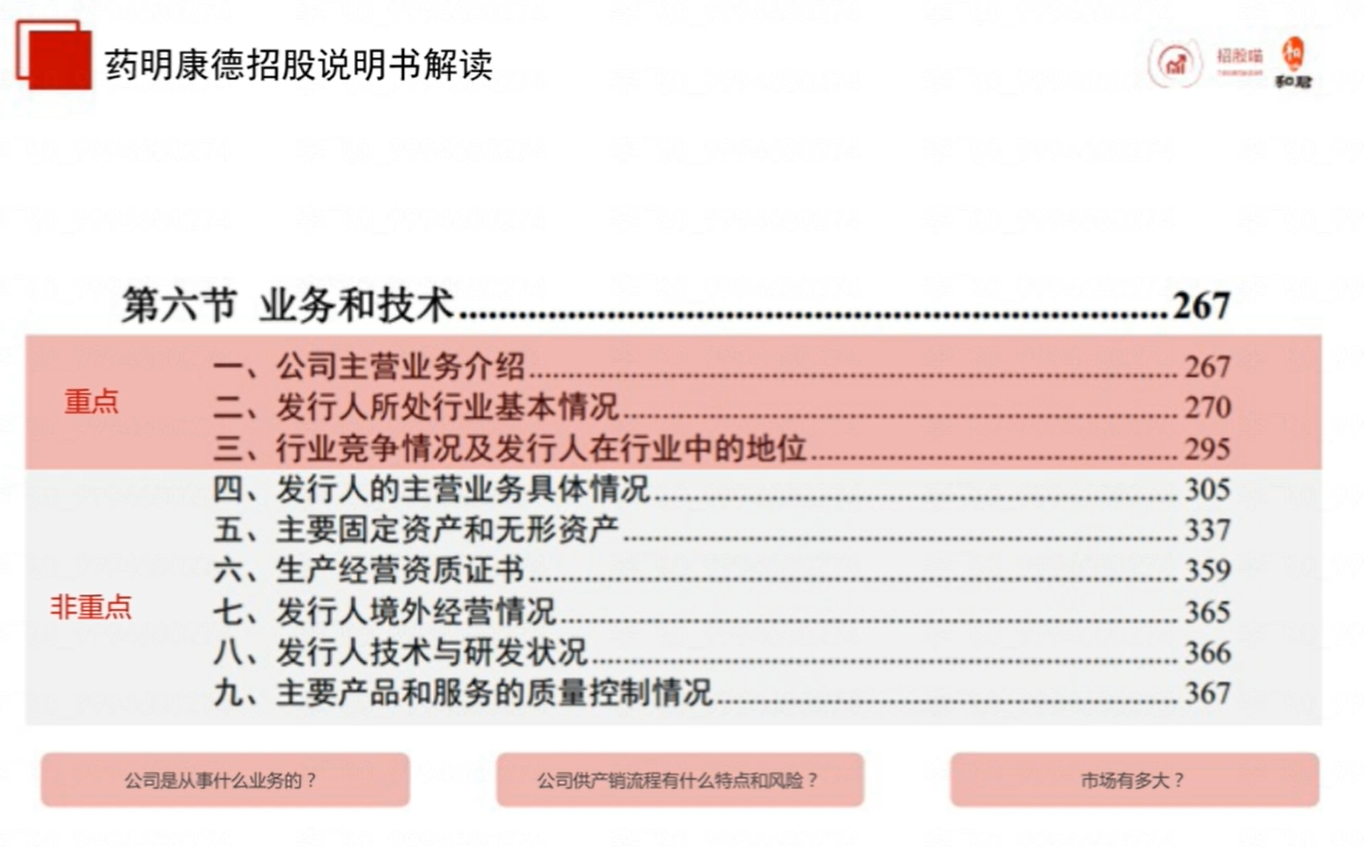 药明康德招股说明书解读
招股喵
和君
第六节 业务和技术........................267
重点
一、公司主营业务介绍........................267
二、发行人所处行业基本情况........................270
三、行业竞争情况及发行人在行业中的地位........................295
非重点
四、发行人的主营业务具体情况........................305
五、主要固定资产和无形资产........................337
六、生产经营资质证书........................359
七、发行人境外经营情况........................365
八、发行人技术与研发状况........................366
九、主要产品和服务的质量控制情况........................367
公司是从事什么业务的？
公司供产销流程有什么特点和风险？
市场有多大？